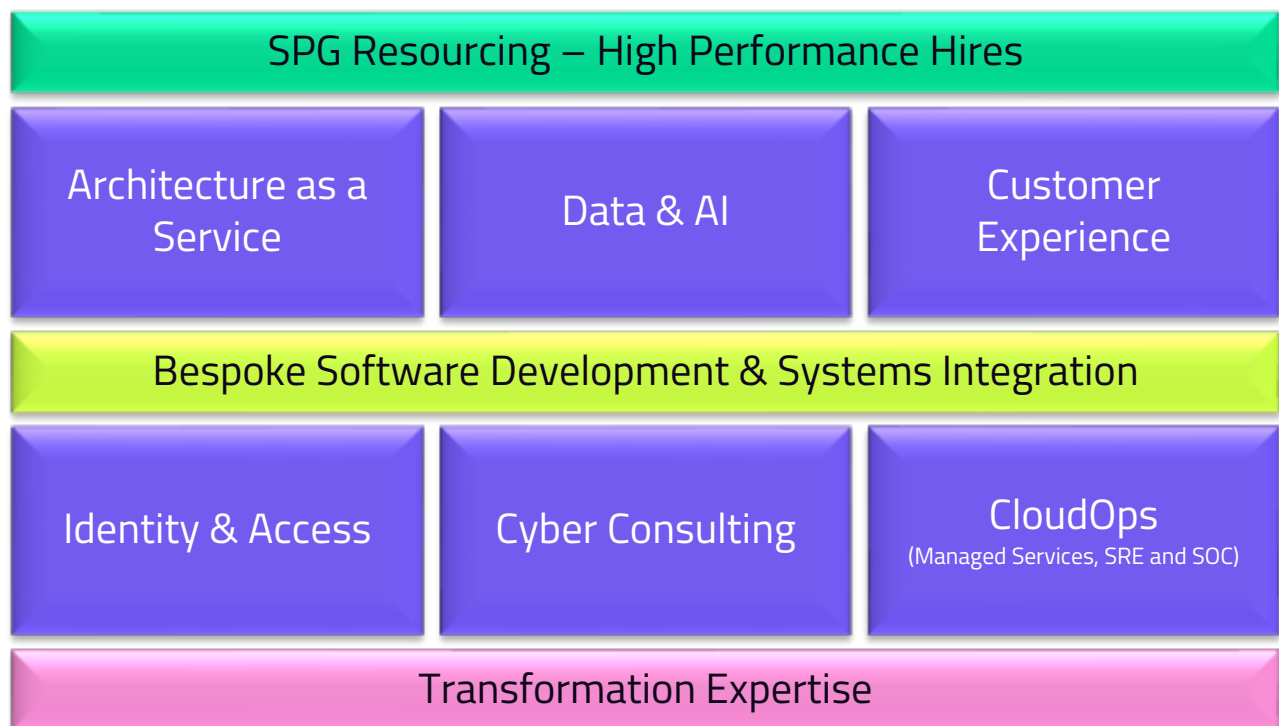 SPG Resourcing – High Performance Hires
Architecture as a
Service
Data & AI
Customer
Experience
Bespoke Software Development & Systems Integration
Identity & Access
Cyber Consulting
CloudOps
(Managed Services, SRE and SOC)
Transformation Expertise